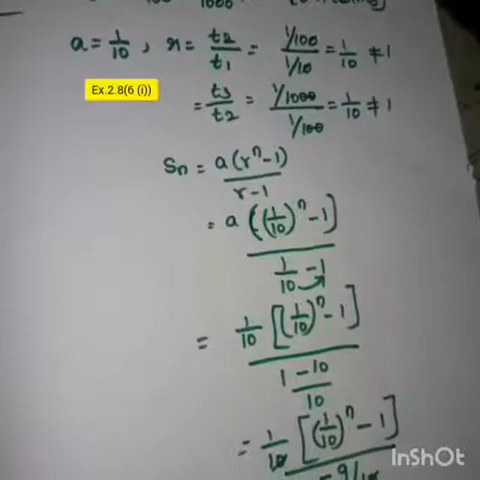 1000
a = 1/10 , r = t2/t1 = (1/100)/(1/10) = 1/10 ≠ 1
Ex.2.8(6 (i))
= t3/t2 = (1/1000)/(1/100) = 1/10 ≠ 1
Sn = a(r^n - 1)/(r - 1)
= a ((1/10)^n - 1]/(1/10 - 1)
= 1/10 [(1/10)^n - 1]/((1 - 10)/10)
= 1/10 [(1/10)^n - 1]/(-9/10)
InShOt